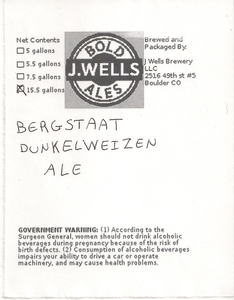 Net Contents
5 gallons
5.5 gallons
7.5 gallons
15.5 gallons
BOLD
J.WELLS
ALES
Brewed and
Packaged By:
J Wells Brewery
LLC
2516 49th st #5
Boulder CO
BERGSTAAT
DUNKELWEIZEN
ALE
GOVERNMENT WARNING: (1) According to the
Surgeon General, women should not drink alcoholic
beverages during pregnancy because of the risk of
birth defects. (2) Consumption of alcoholic beverages
impairs your ability to drive a car or operate
machinery, and may cause health problems.